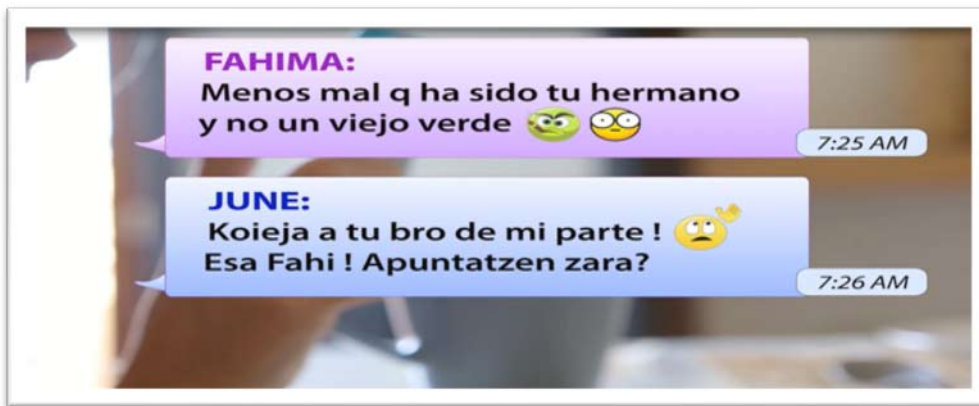 FAHIMA:
Menos mal q ha sido tu hermano
y no un viejo verde
7:25 AM
JUNE:
Koieja a tu bro de mi parte !
Esa Fahi ! Apuntatzen zara?
7:26 AM